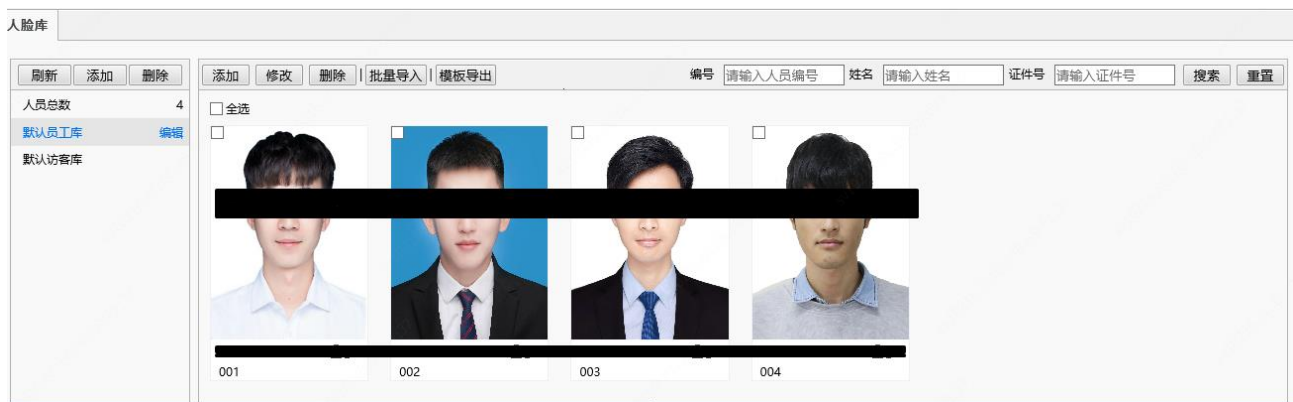 人脸库
刷新 添加 删除
添加 修改 删除 | 批量导入 | 模板导出 编号 请输入人员编号 姓名 请输入姓名 证件号 请输入证件号 搜索 重置
人员总数 4
全选
默认员工库 编辑
默认访客库
001 002 003 004